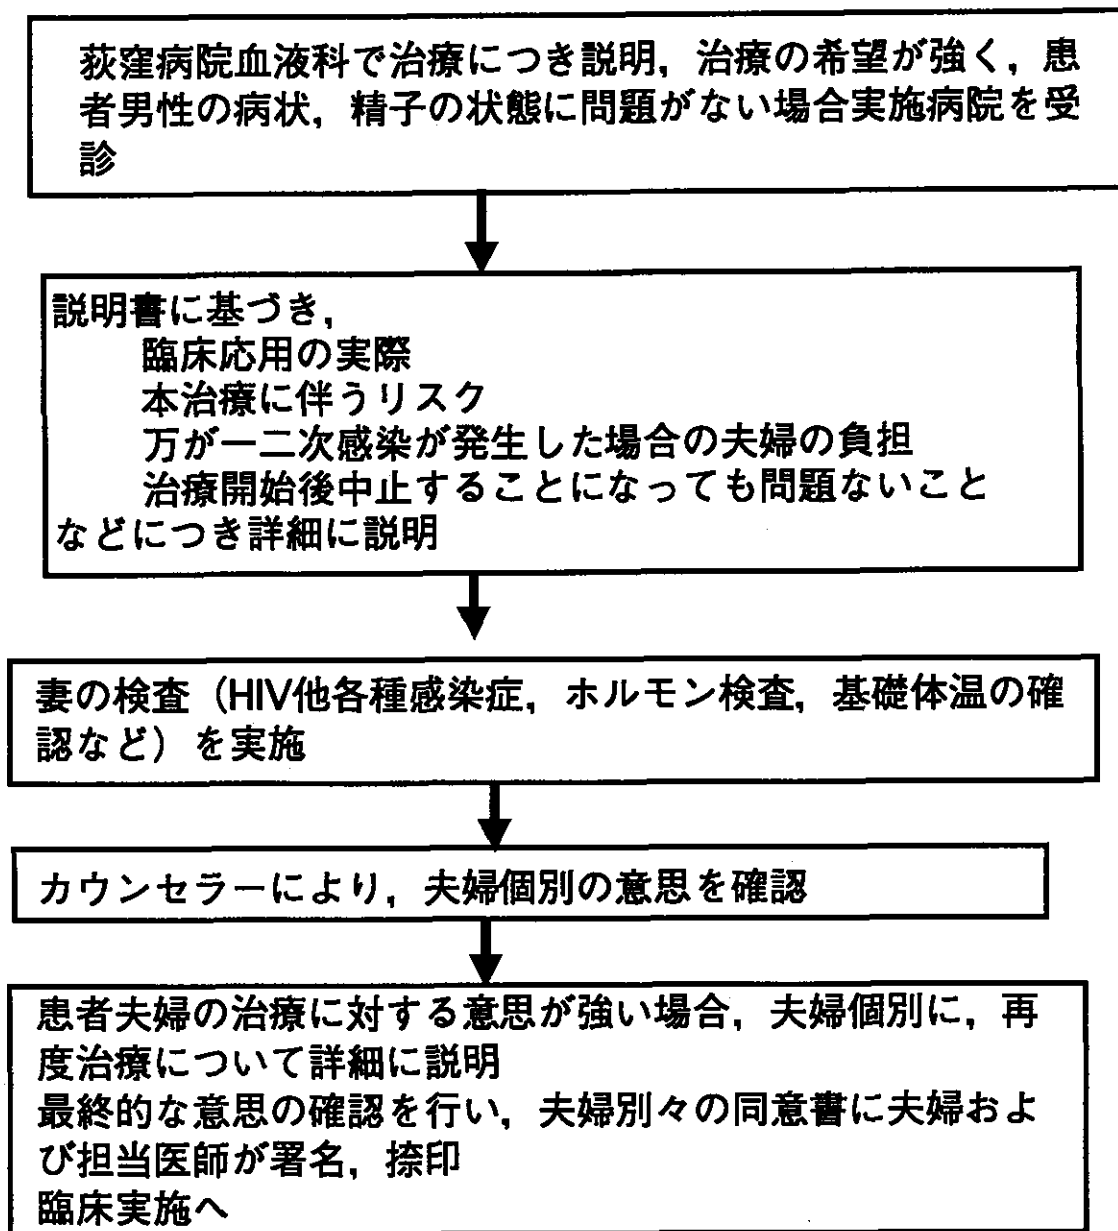 荻窪病院血液科で治療につき説明，治療の希望が強く，患
者男性の病状，精子の状態に問題がない場合実施病院を受
診
説明書に基づき，
臨床応用の実際
本治療に伴うリスク
万が一二次感染が発生した場合の夫婦の負担
治療開始後中止することになっても問題ないこと
などにつき詳細に説明
妻の検査（HIV他各種感染症，ホルモン検査，基礎体温の確
認など）を実施
カウンセラーにより，夫婦個別の意思を確認
患者夫婦の治療に対する意思が強い場合，夫婦個別に，再
度治療について詳細に説明
最終的な意思の確認を行い，夫婦別々の同意書に夫婦およ
び担当医師が署名，捺印
臨床実施へ